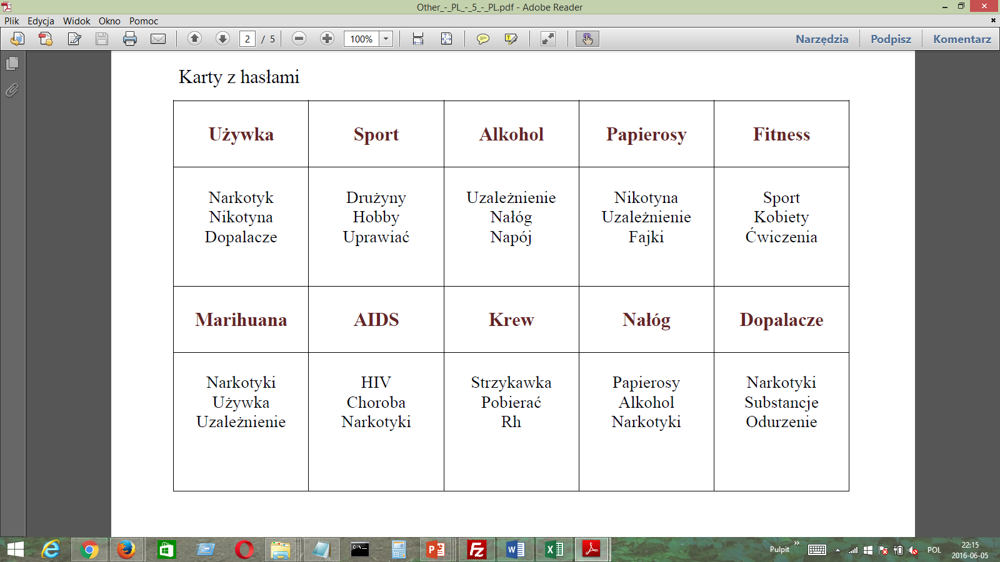 Other_-_PL_-_5_-_PL.pdf - Adobe Reader
Plik Edycja Widok Okno Pomoc
2 / 5 100% Narzędzia Podpisz Komentarz
Karty z hasłami
Używka Sport Alkohol Papierosy Fitness
Narkotyk Drużyny Uzależnienie Nikotyna Sport
Nikotyna Hobby Nałóg Uzależnienie Kobiety
Dopalacze Uprawiać Napój Fajki Ćwiczenia
Marihuana AIDS Krew Nałóg Dopalacze
Narkotyki HIV Strzykawka Papierosy Narkotyki
Używka Choroba Pobierać Alkohol Substancje
Uzależnienie Narkotyki Rh Narkotyki Odurzenie
Pulpit » POL 22:15
2016-06-05